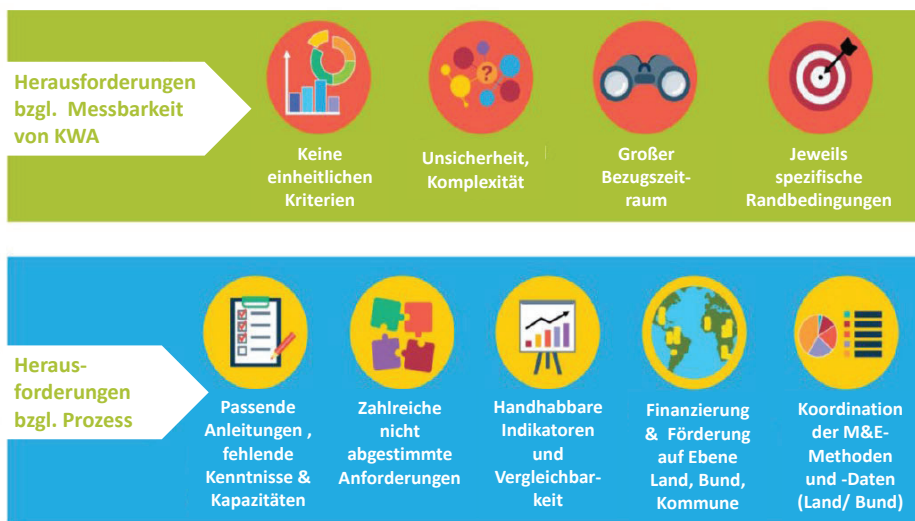 Herausforderungen
bzgl. Messbarkeit
von KWA
?
Keine
einheitlichen
Kriterien
Unsicherheit,
Komplexität
Großer
Bezugszeit-
raum
Jeweils
spezifische
Randbedingungen
Heraus-
forderungen
bzgl. Prozess
Passende
Anleitungen ,
fehlende
Kenntnisse &
Kapazitäten
Zahlreiche
nicht
abgestimmte
Anforderungen
Handhabbare
Indikatoren
und
Vergleichbar-
keit
Finanzierung
& Förderung
auf Ebene
Land, Bund,
Kommune
Koordination
der M&E-
Methoden
und -Daten
(Land/ Bund)